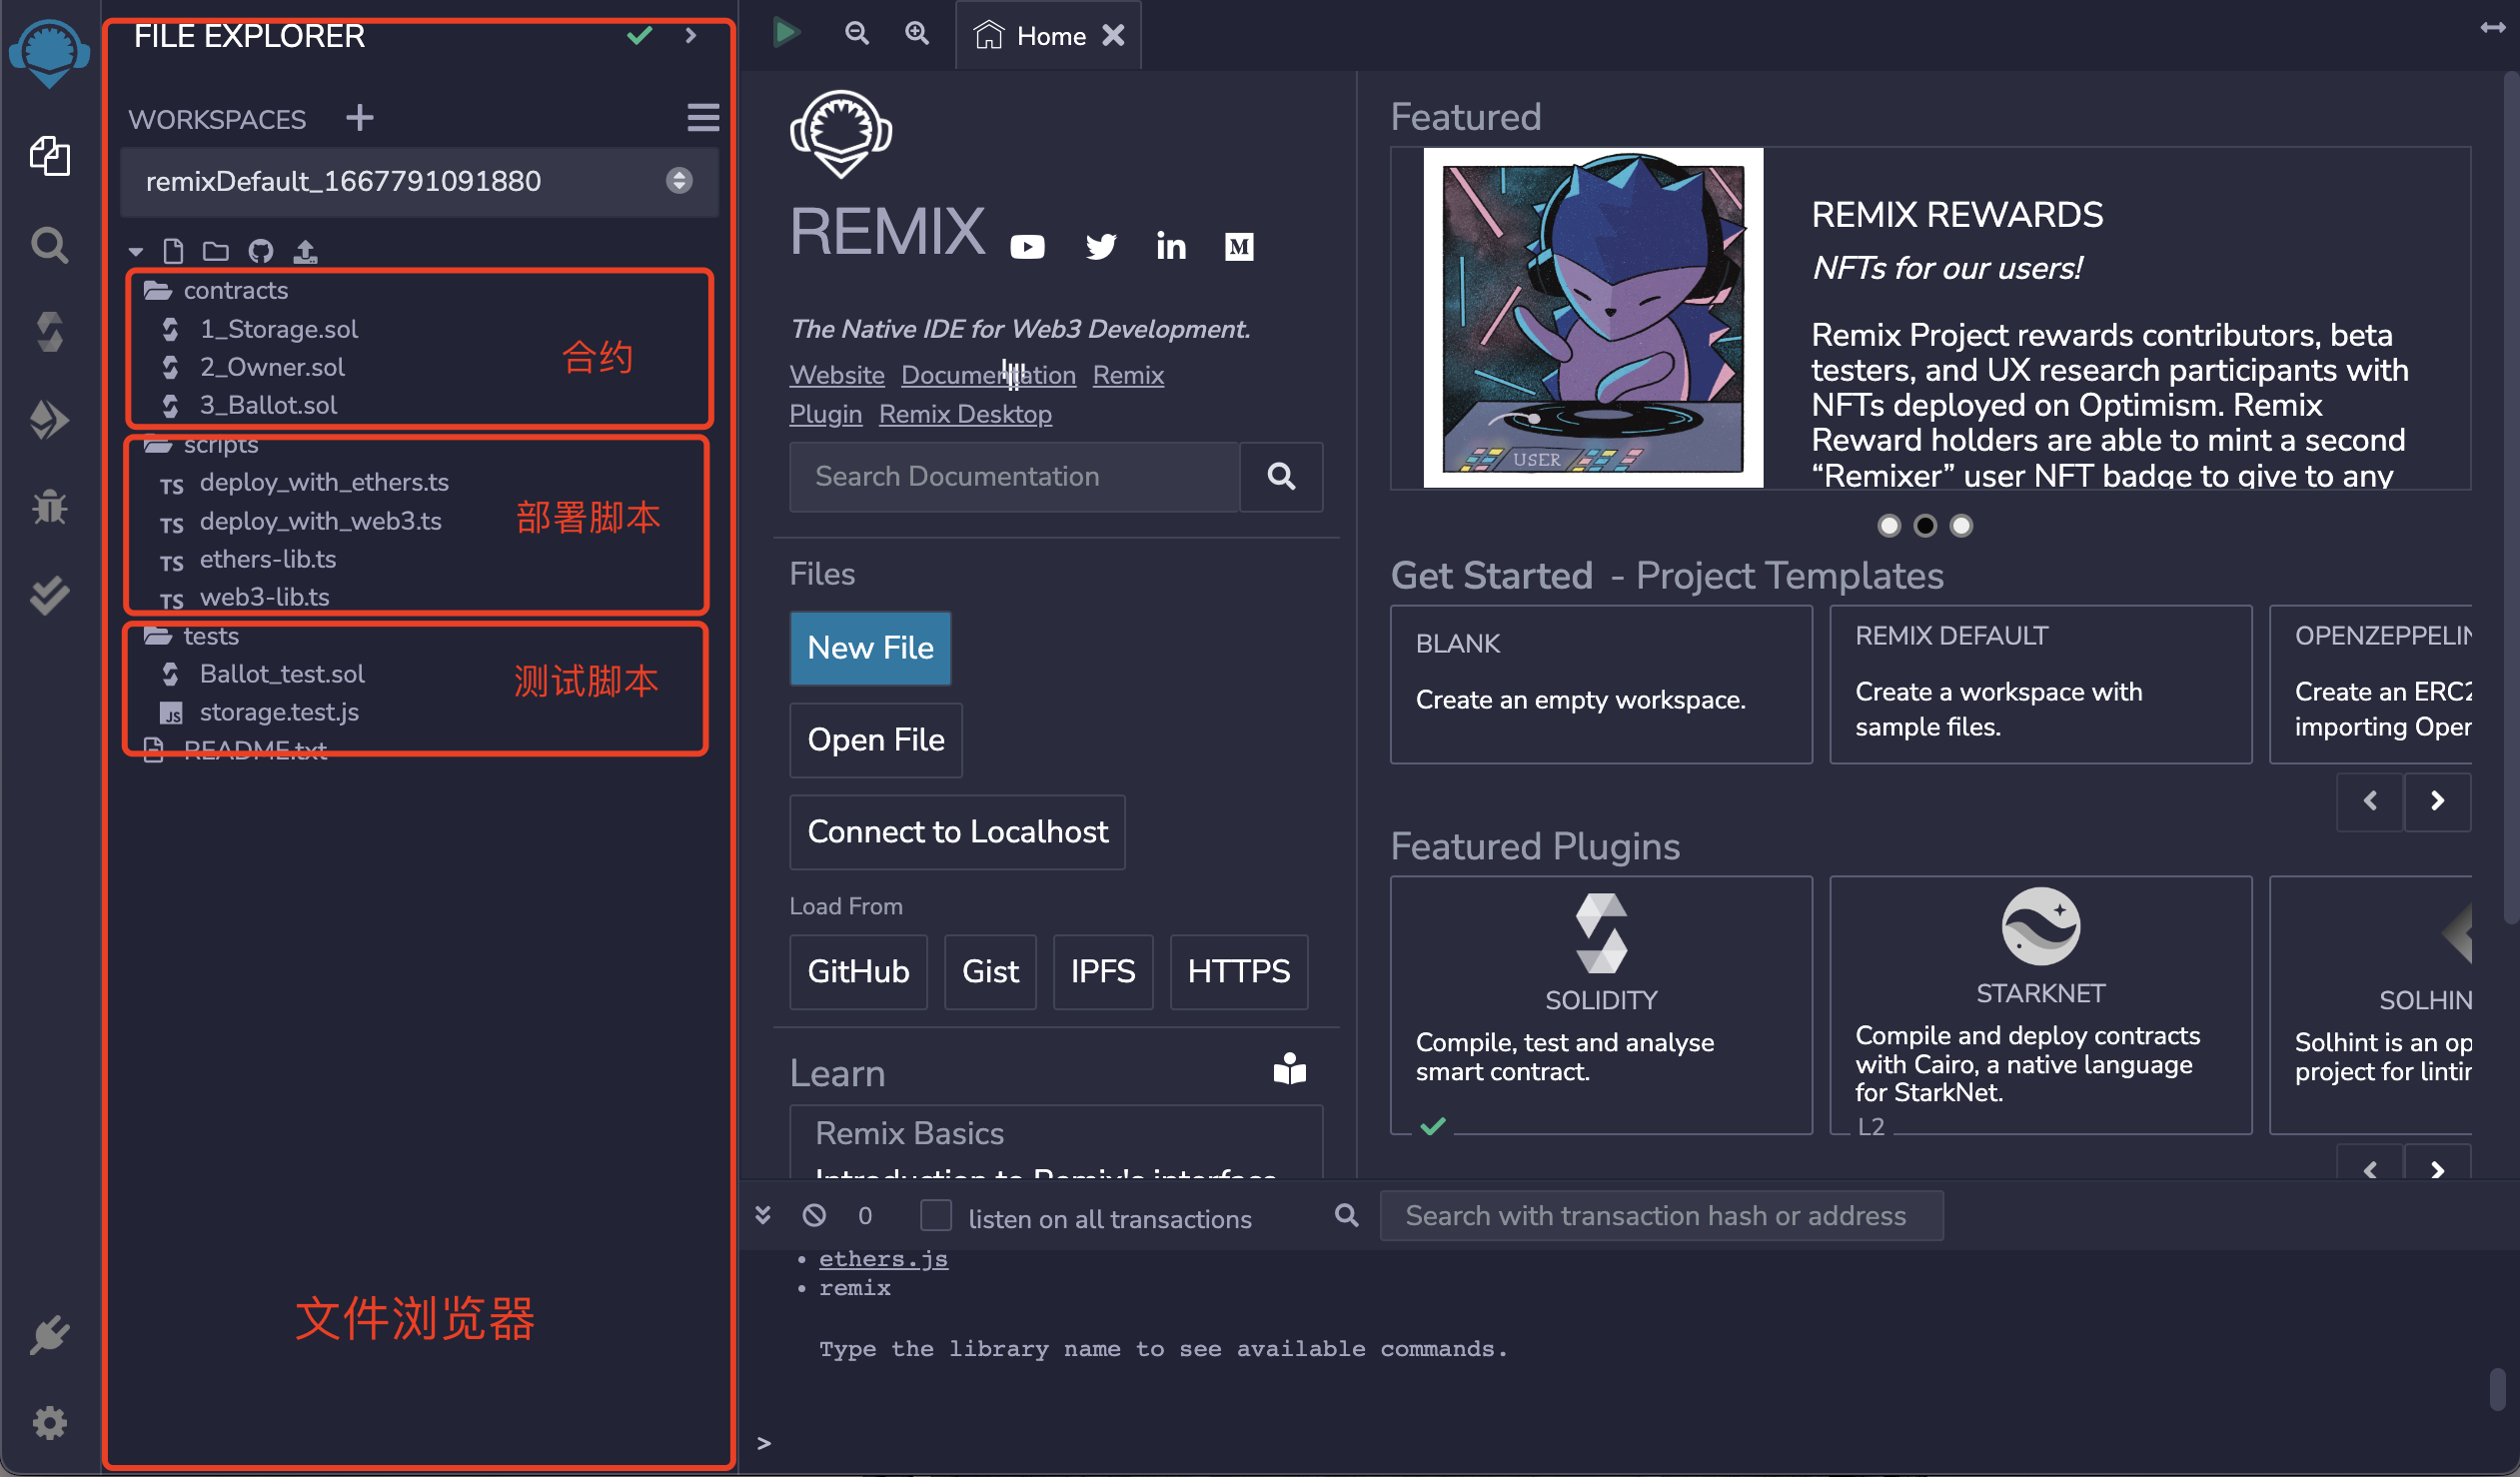 FILE EXPLORER
WORKSPACES
remixDefault_1667791091880
contracts
1_Storage.sol
2_Owner.sol
3_Ballot.sol
合约
scripts
TS deploy_with_ethers.ts
TS deploy_with_web3.ts
TS ethers-lib.ts
TS web3-lib.ts
部署脚本
tests
Ballot_test.sol
JS storage.test.js
测试脚本
README.txt
文件浏览器
Home
REMIX
M
The Native IDE for Web3 Development.
Website Documentation Remix
Plugin Remix Desktop
Search Documentation
Files
New File
Open File
Connect to Localhost
Load From
GitHub Gist IPFS HTTPS
Learn
Remix Basics
Introduction to Remix's interface
Featured
USER
REMIX REWARDS
NFTs for our users!
Remix Project rewards contributors, beta
testers, and UX research participants with
NFTs deployed on Optimism. Remix
Reward holders are able to mint a second
“Remixer” user NFT badge to give to any
Get Started - Project Templates
BLANK
Create an empty workspace.
REMIX DEFAULT
Create a workspace with
sample files.
OPENZEPPELIN
Create an ERC2
importing Oper
Featured Plugins
SOLIDITY
Compile, test and analyse
smart contract.
STARKNET
Compile and deploy contracts
with Cairo, a native language
for StarkNet.
L2
SOLHIN
Solhint is an op
project for lintir
0 listen on all transactions
Search with transaction hash or address
• ethers.js
• remix
Type the library name to see available commands.
>